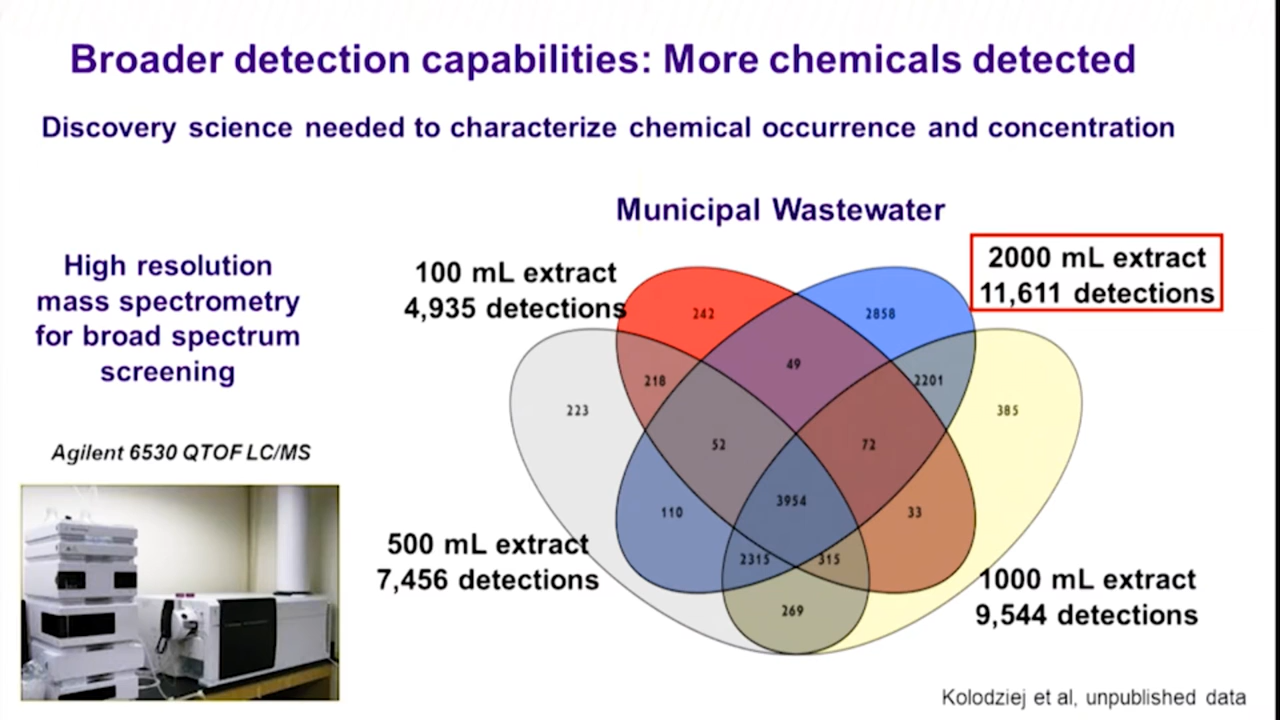 Broader detection capabilities: More chemicals detected
Discovery science needed to characterize chemical occurrence and concentration
Municipal Wastewater
High resolution
mass spectrometry
for broad spectrum
screening
Agilent 6530 QTOF LC/MS
100 mL extract
4,935 detections
2000 mL extract
11,611 detections
242
2858
49
218
2201
223
385
52
72
3954
110
33
2315
315
269
500 mL extract
7,456 detections
1000 mL extract
9,544 detections
Kolodziej et al, unpublished data